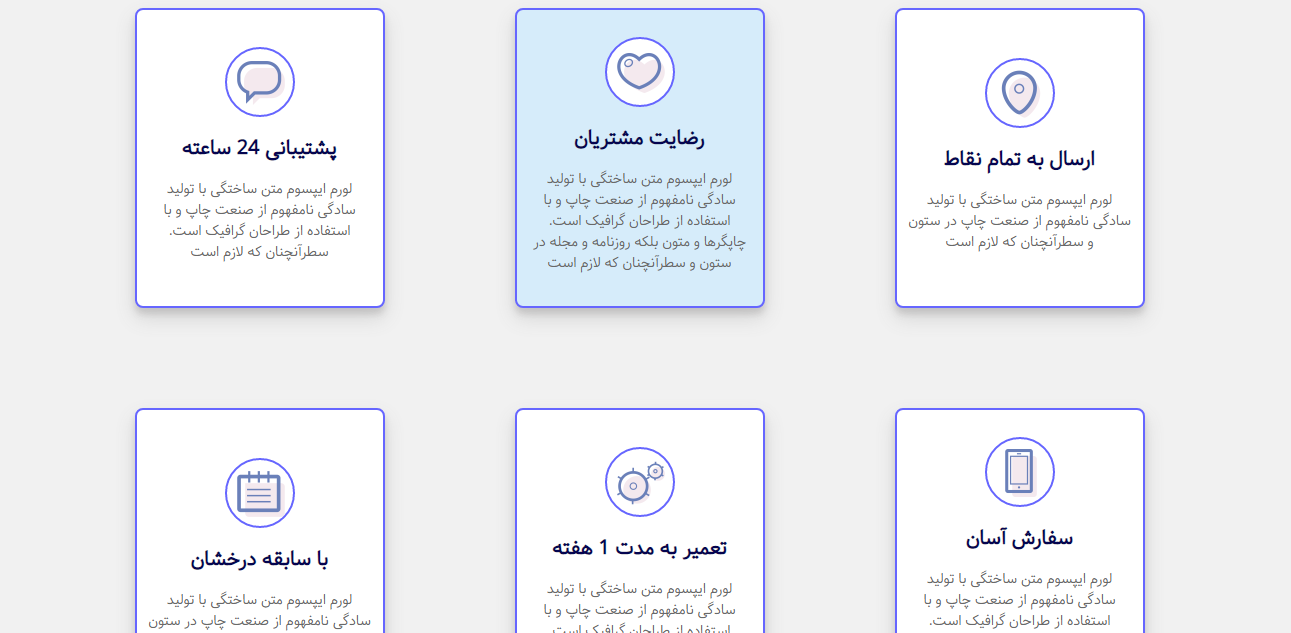 ارسال به تمام نقاط
لورم ایپسوم متن ساختگی با تولید
سادگی نامفهوم از صنعت چاپ در ستون
و سطرآنچنان که لازم است
رضایت مشتریان
لورم ایپسوم متن ساختگی با تولید
سادگی نامفهوم از صنعت چاپ و با
استفاده از طراحان گرافیک است.
چاپگرها و متون بلکه روزنامه و مجله در
ستون و سطرآنچنان که لازم است
پشتیبانی 24 ساعته
لورم ایپسوم متن ساختگی با تولید
سادگی نامفهوم از صنعت چاپ و با
استفاده از طراحان گرافیک است.
سطرآنچنان که لازم است
سفارش آسان
لورم ایپسوم متن ساختگی با تولید
سادگی نامفهوم از صنعت چاپ و با
استفاده از طراحان گرافیک است.
تعمیر به مدت 1 هفته
لورم ایپسوم متن ساختگی با تولید
سادگی نامفهوم از صنعت چاپ و با
استفاده از طراحان گرافیک است
با سابقه درخشان
لورم ایپسوم متن ساختگی با تولید
سادگی نامفهوم از صنعت چاپ در ستون